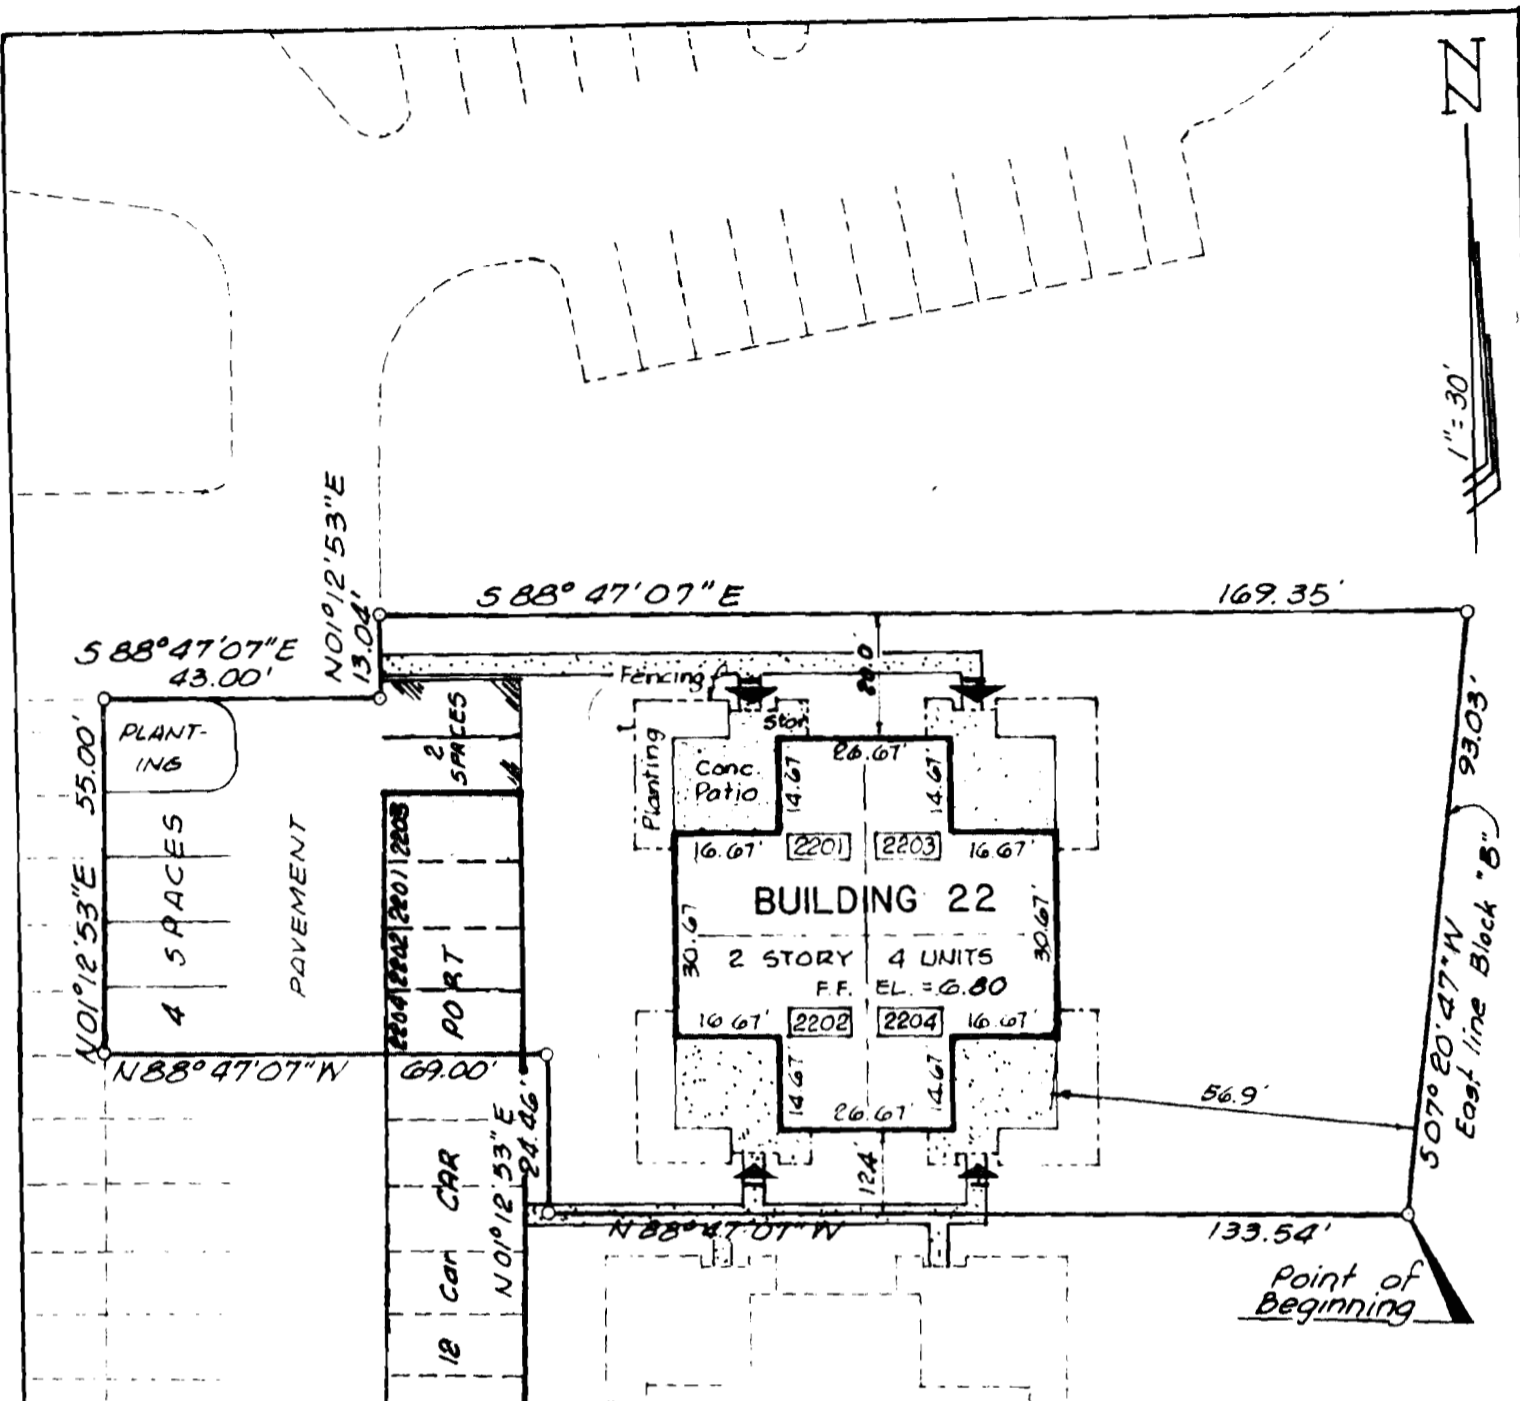 N
1"=30'
N01°12'53"E
13.04'
S88°47'07"E
169.35'
S88°47'07"E
43.00'
PLANT-
ING
N01°12'53"E 55.00'
4 SPACES
PAVEMENT
2
SPACES
2204 2202 2201 2203
12 Car CAR PORT
N88°47'07"W
69.00'
N01°12'53"E
24.46'
Fencing
Planting
Stor.
Conc.
Patio
20.0'
26.67'
14.67'
14.67'
16.67'
2201
2203
16.67'
BUILDING 22
30.67'
30.67'
2 STORY 4 UNITS
F.F. EL. = 6.80
16.67'
2202
2204
16.67'
14.67'
14.67'
26.67'
12.4'
56.9'
93.03'
S07°20'47"W
East line Block "B"
N88°47'07"W
133.54'
Point of
Beginning